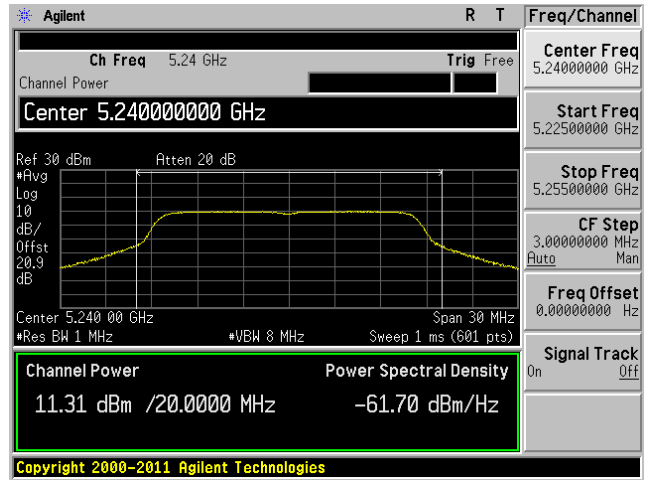 Agilent R T
Ch Freq 5.24 GHz Trig Free
Channel Power
Center 5.240000000 GHz
Ref 30 dBm Atten 20 dB
#Avg
Log
10
dB/
Offst
20.9
dB
Center 5.240 00 GHz Span 30 MHz
#Res BW 1 MHz #VBW 8 MHz Sweep 1 ms (601 pts)
Channel Power Power Spectral Density
11.31 dBm /20.0000 MHz -61.70 dBm/Hz
Copyright 2000-2011 Agilent Technologies
Freq/Channel
Center Freq
5.24000000 GHz
Start Freq
5.22500000 GHz
Stop Freq
5.25500000 GHz
CF Step
3.00000000 MHz
Auto Man
Freq Offset
0.00000000 Hz
Signal Track
On Off